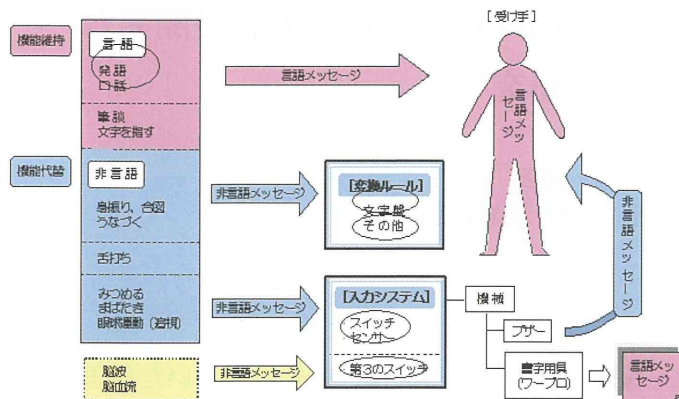 [受け手]
機能維持
言語
発語
口話
筆談
文字を指す
言語メッセージ
言語メッセージ
機能代替
非言語
身振り、合図
うなづく
舌打ち
みつめる
まばたき
眼球運動(追視)
脳波
脳血流
非言語メッセージ
[変換ルール]
文字盤
その他
非言語メッセージ
[入力システム]
スイッチ
センサー
第3のスイッチ
非言語メッセージ
機械
ブザー
書字用具
(ワープロ)
非言語メッセージ
言語メッ
セージ